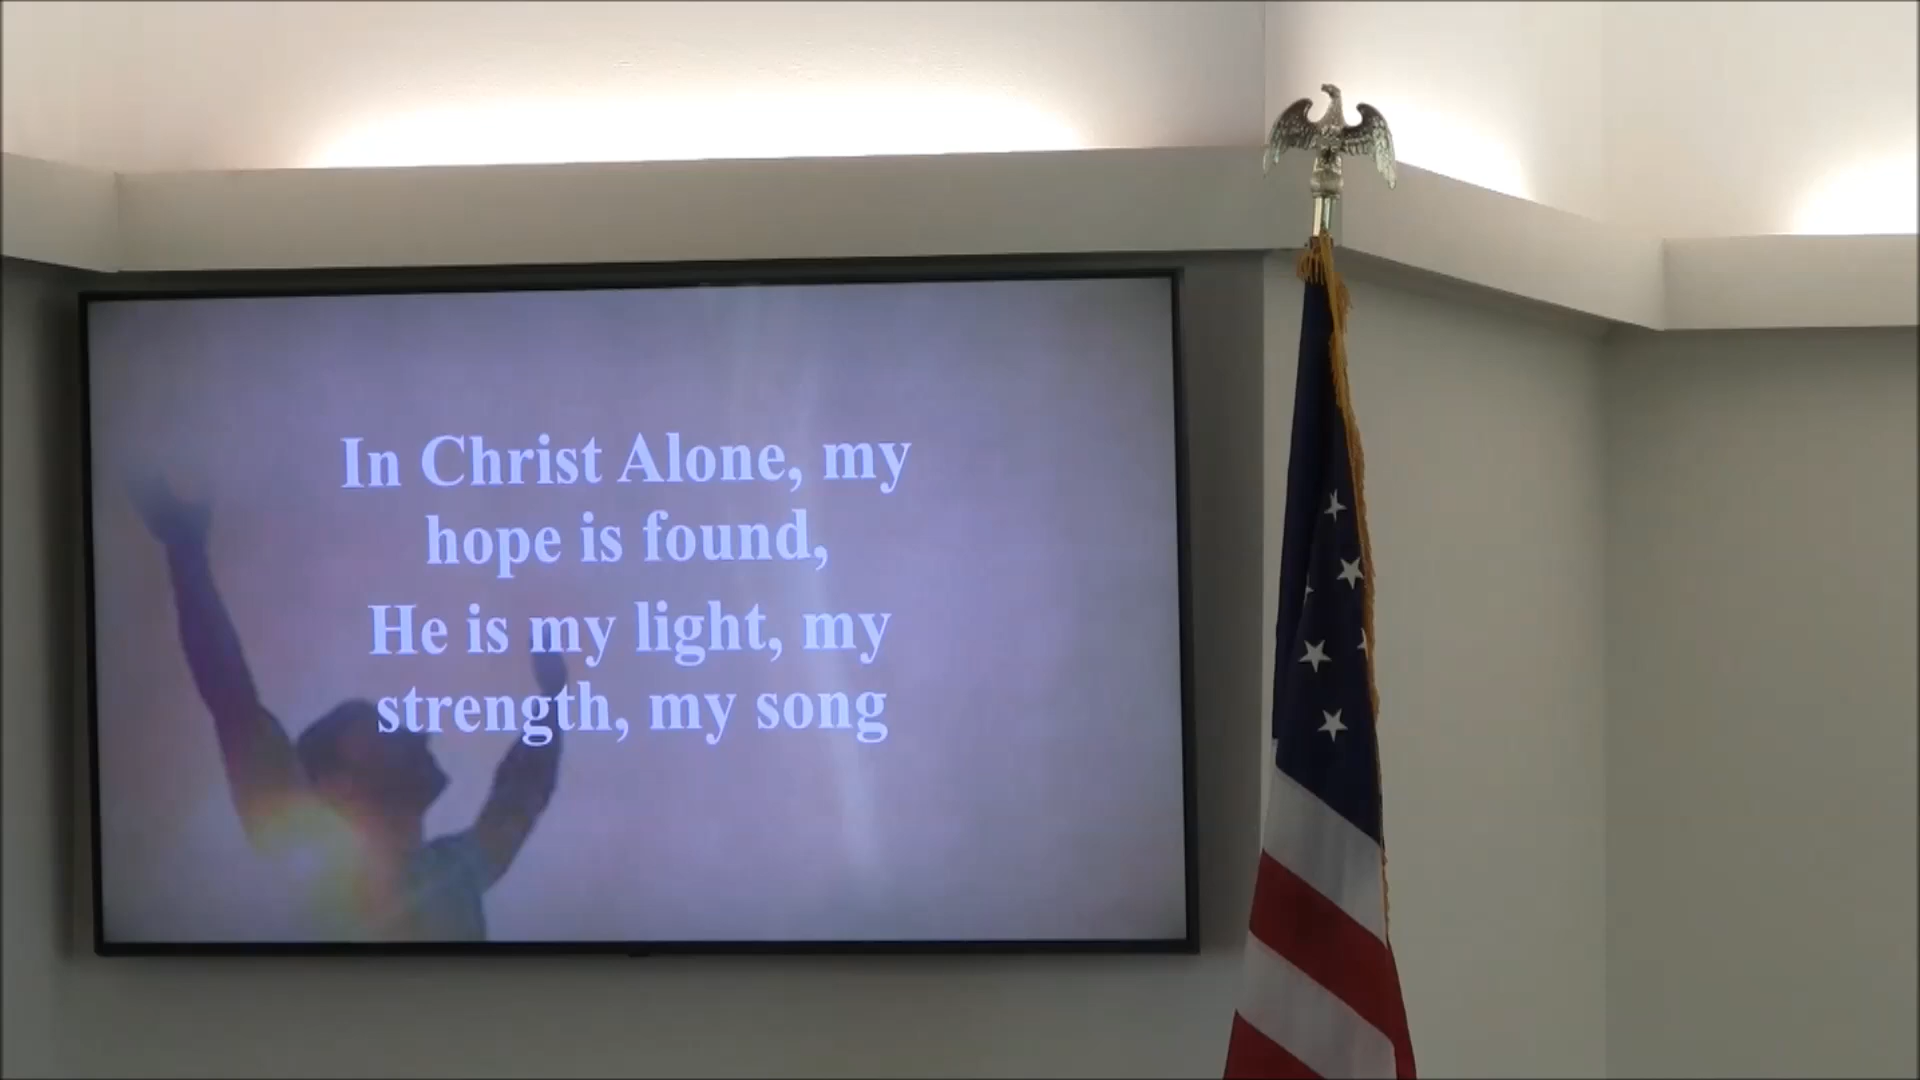 In Christ Alone, my
hope is found,
He is my light, my
strength, my song